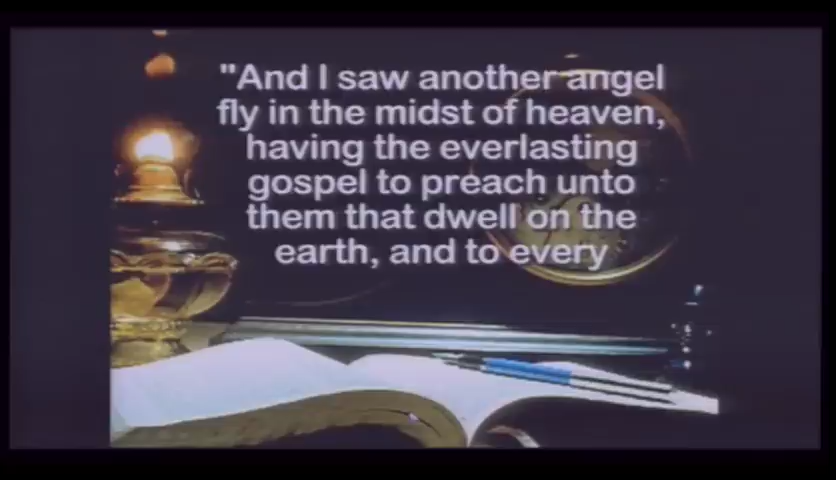 "And I saw another angel
fly in the midst of heaven,
having the everlasting
gospel to preach unto
them that dwell on the
earth, and to every